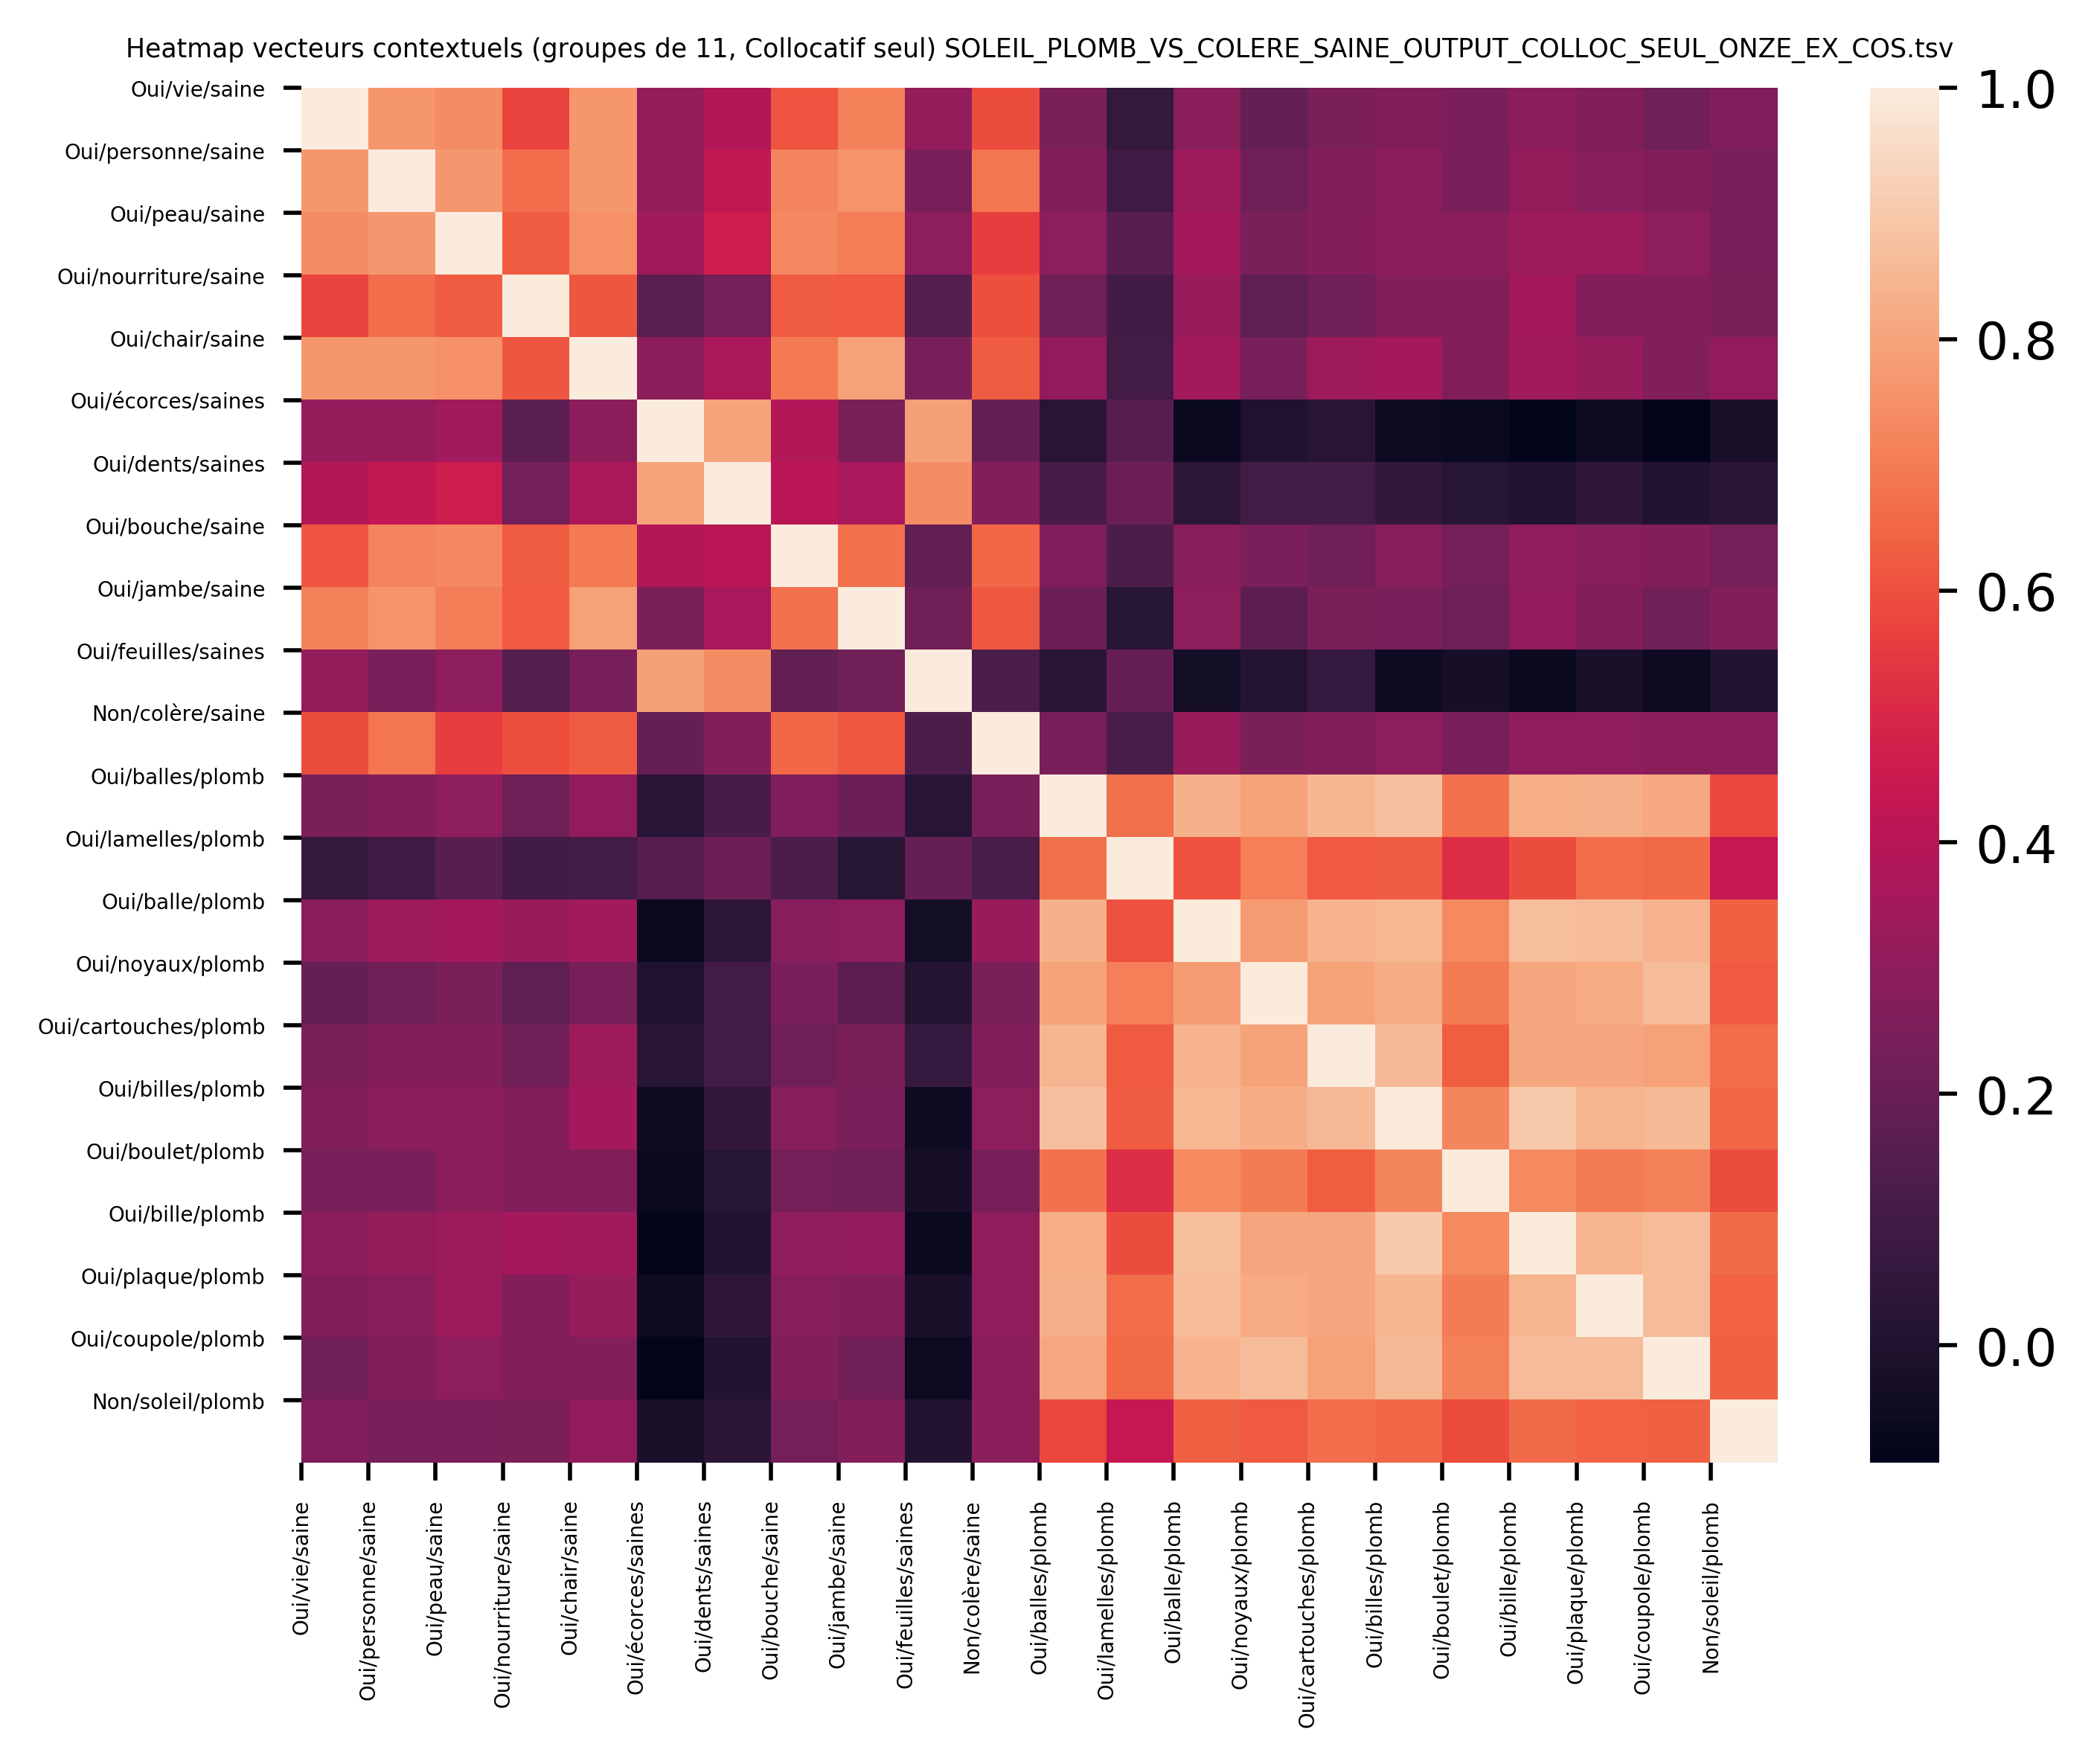 Heatmap vecteurs contextuels (groupes de 11, Collocatif seul) SOLEIL_PLOMB_VS_COLERE_SAINE_OUTPUT_COLLOC_SEUL_ONZE_EX_COS.tsv
Oui/vie/saine
Oui/personne/saine
Oui/peau/saine
Oui/nourriture/saine
Oui/chair/saine
Oui/écorces/saines
Oui/dents/saines
Oui/bouche/saine
Oui/jambe/saine
Oui/feuilles/saines
Non/colère/saine
Oui/balles/plomb
Oui/lamelles/plomb
Oui/balle/plomb
Oui/noyaux/plomb
Oui/cartouches/plomb
Oui/billes/plomb
Oui/boulet/plomb
Oui/bille/plomb
Oui/plaque/plomb
Oui/coupole/plomb
Non/soleil/plomb
Oui/vie/saine
Oui/personne/saine
Oui/peau/saine
Oui/nourriture/saine
Oui/chair/saine
Oui/écorces/saines
Oui/dents/saines
Oui/bouche/saine
Oui/jambe/saine
Oui/feuilles/saines
Non/colère/saine
Oui/balles/plomb
Oui/lamelles/plomb
Oui/balle/plomb
Oui/noyaux/plomb
Oui/cartouches/plomb
Oui/billes/plomb
Oui/boulet/plomb
Oui/bille/plomb
Oui/plaque/plomb
Oui/coupole/plomb
Non/soleil/plomb
1.0
0.8
0.6
0.4
0.2
0.0